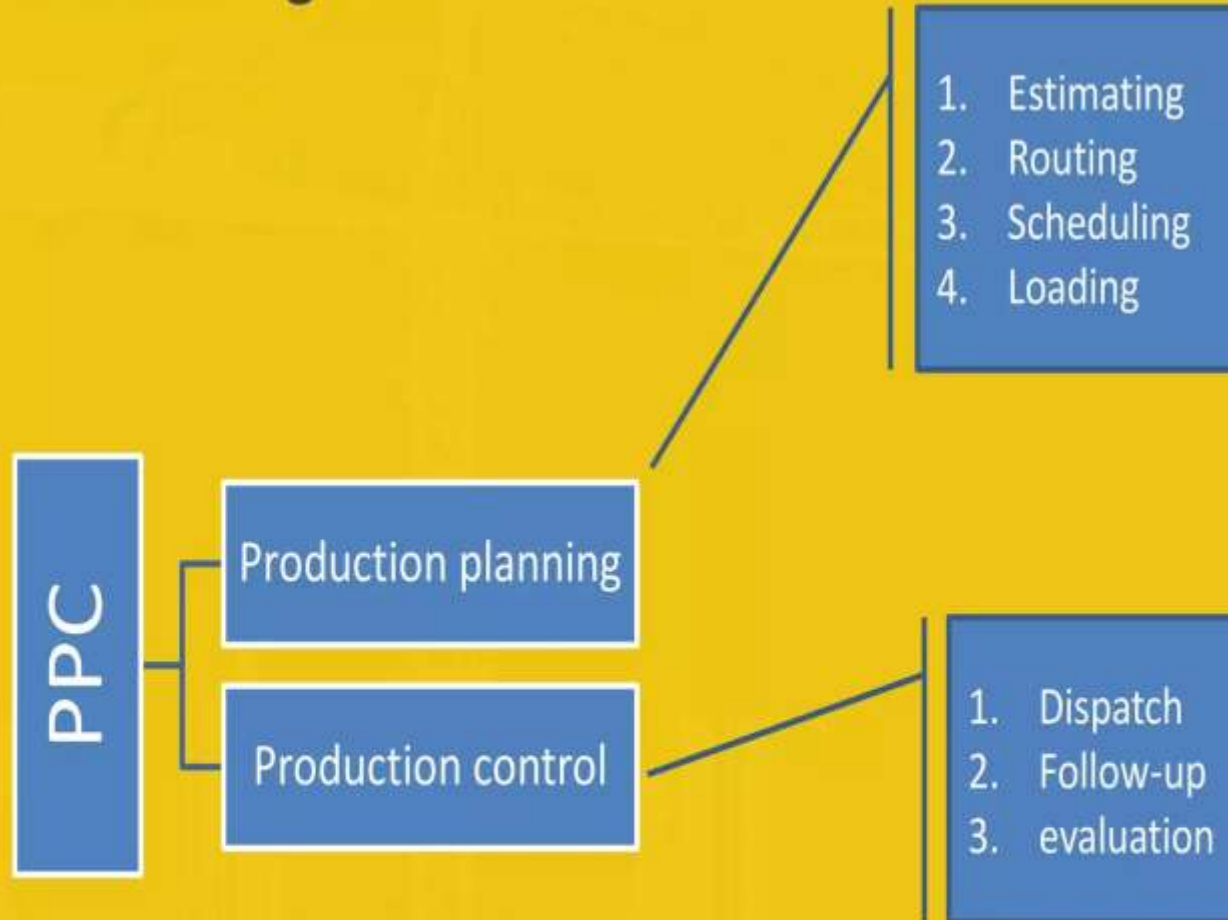 PPC
Production planning
Production control
1. Estimating
2. Routing
3. Scheduling
4. Loading
1. Dispatch
2. Follow-up
3. evaluation